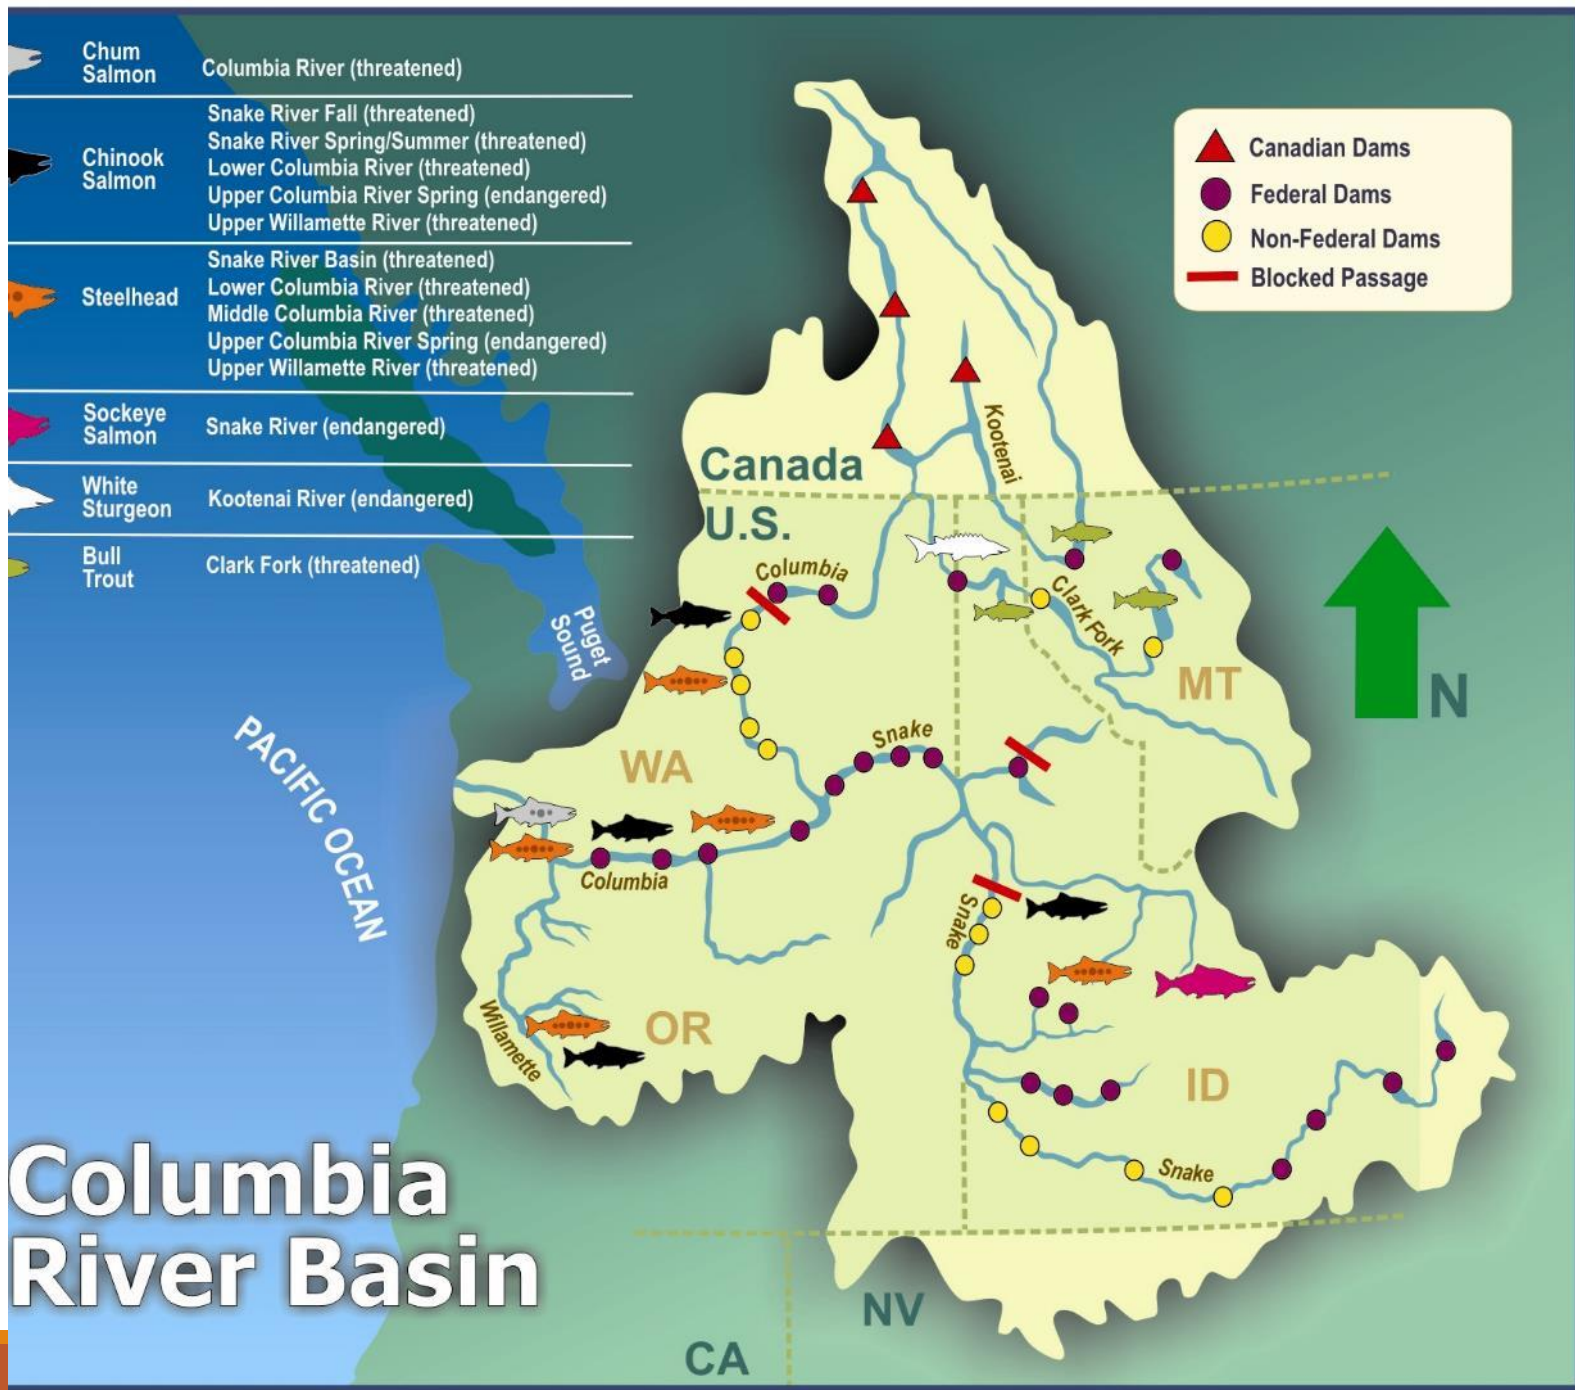 Chum
Salmon
Columbia River (threatened)
Chinook
Salmon
Snake River Fall (threatened)
Snake River Spring/Summer (threatened)
Lower Columbia River (threatened)
Upper Columbia River Spring (endangered)
Upper Willamette River (threatened)
Steelhead
Snake River Basin (threatened)
Lower Columbia River (threatened)
Middle Columbia River (threatened)
Upper Columbia River Spring (endangered)
Upper Willamette River (threatened)
Sockeye
Salmon
Snake River (endangered)
White
Sturgeon
Kootenai River (endangered)
Bull
Trout
Clark Fork (threatened)
Canadian Dams
Federal Dams
Non-Federal Dams
Blocked Passage
Kootenai
Canada
U.S.
Columbia
Clark Fork
Puget
Sound
MT
N
PACIFIC OCEAN
WA
Snake
Columbia
Snake
Willamette
OR
ID
Snake
Columbia
River Basin
NV
CA